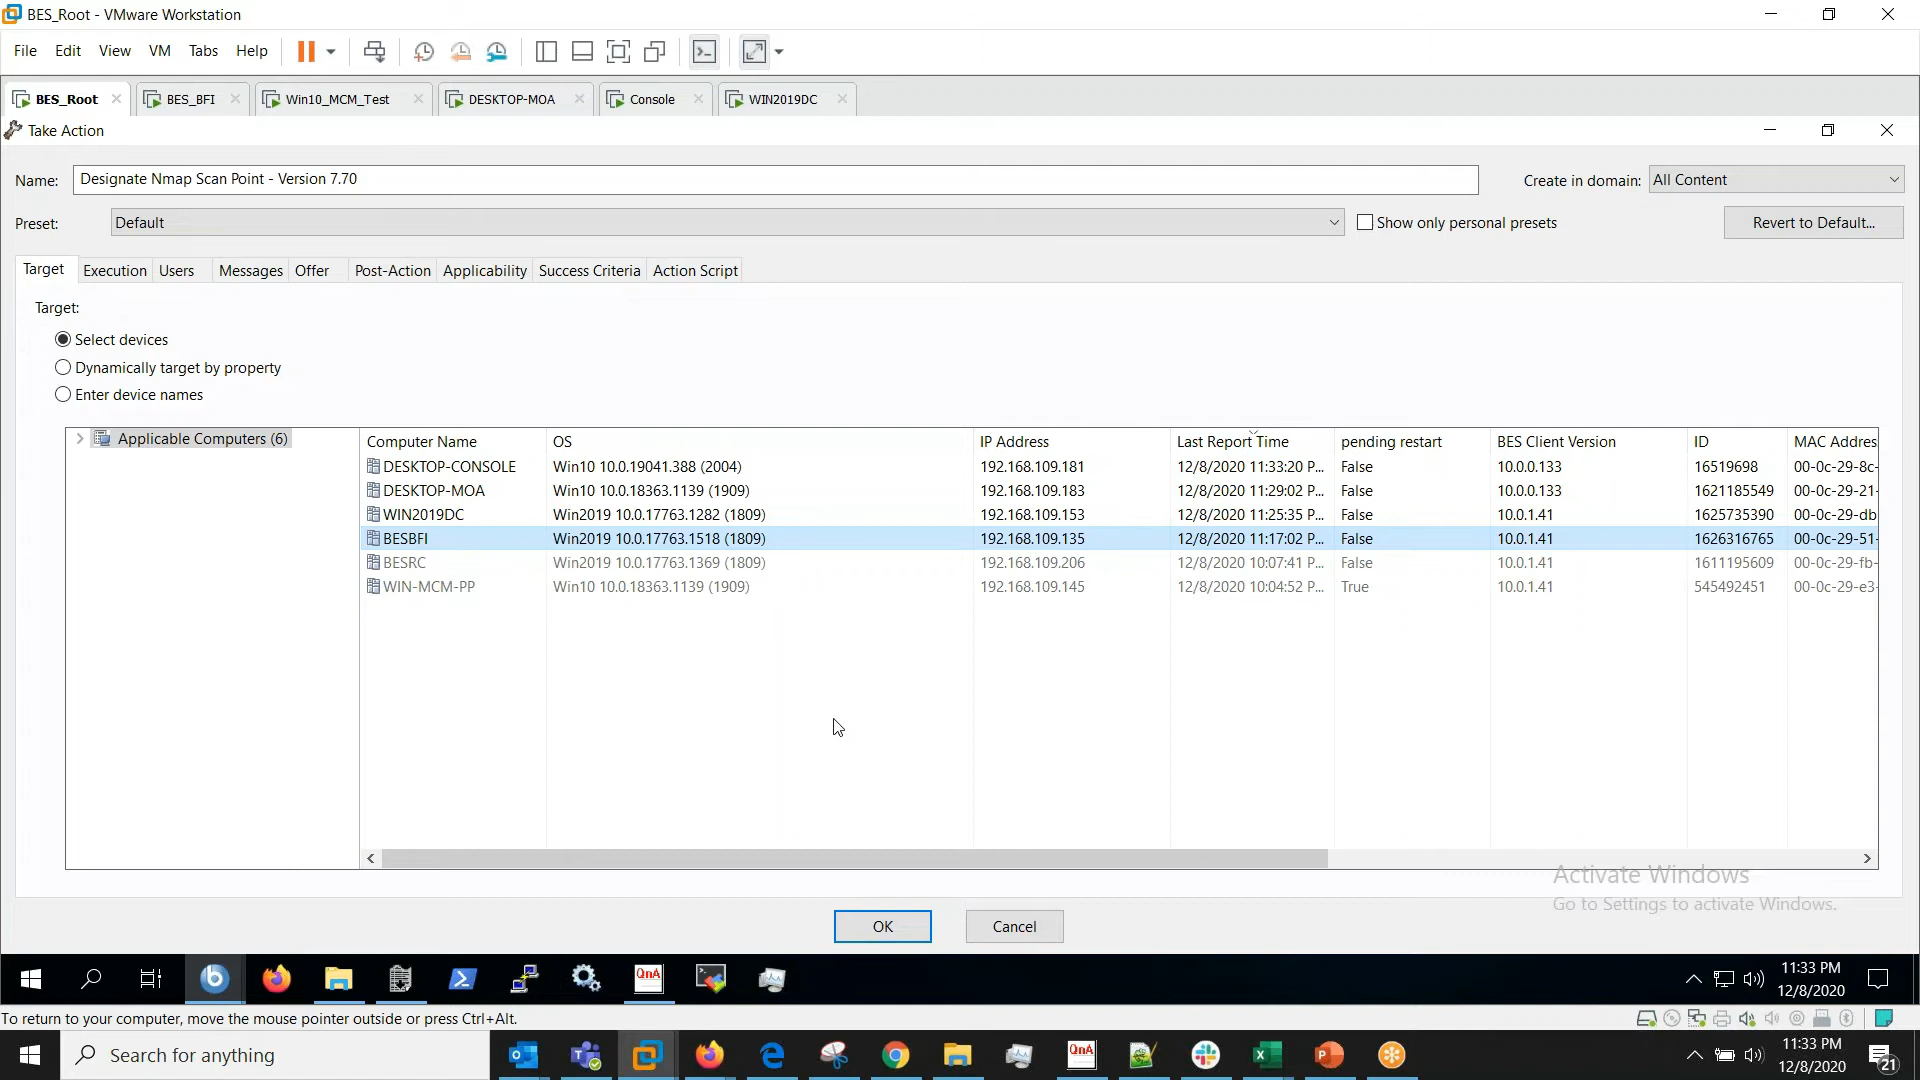 BES_Root - VMware Workstation
File Edit View VM Tabs Help
BES_Root BES_BFI Win10_MCM_Test DESKTOP-MOA Console WIN2019DC
Take Action
Name: Designate Nmap Scan Point - Version 7.70 Create in domain: All Content
Preset: Default Show only personal presets Revert to Default...
Target Execution Users Messages Offer Post-Action Applicability Success Criteria Action Script
Target:
Select devices
Dynamically target by property
Enter device names
Applicable Computers (6)
Computer Name OS IP Address Last Report Time pending restart BES Client Version ID MAC Addres
DESKTOP-CONSOLE Win10 10.0.19041.388 (2004) 192.168.109.181 12/8/2020 11:33:20 P... False 10.0.0.133 16519698 00-0c-29-8c-
DESKTOP-MOA Win10 10.0.18363.1139 (1909) 192.168.109.183 12/8/2020 11:29:02 P... False 10.0.0.133 1621185549 00-0c-29-21-
WIN2019DC Win2019 10.0.17763.1282 (1809) 192.168.109.153 12/8/2020 11:25:35 P... False 10.0.1.41 1625735390 00-0c-29-db
BESBFI Win2019 10.0.17763.1518 (1809) 192.168.109.135 12/8/2020 11:17:02 P... False 10.0.1.41 1626316765 00-0c-29-51-
BESRC Win2019 10.0.17763.1369 (1809) 192.168.109.206 12/8/2020 10:07:41 P... False 10.0.1.41 1611195609 00-0c-29-fb-
WIN-MCM-PP Win10 10.0.18363.1139 (1909) 192.168.109.145 12/8/2020 10:04:52 P... True 10.0.1.41 545492451 00-0c-29-e3-
Activate Windows
Go to Settings to activate Windows.
OK Cancel
QnA
11:33 PM
12/8/2020
To return to your computer, move the mouse pointer outside or press Ctrl+Alt.
Search for anything
QnA
11:33 PM
12/8/2020
21